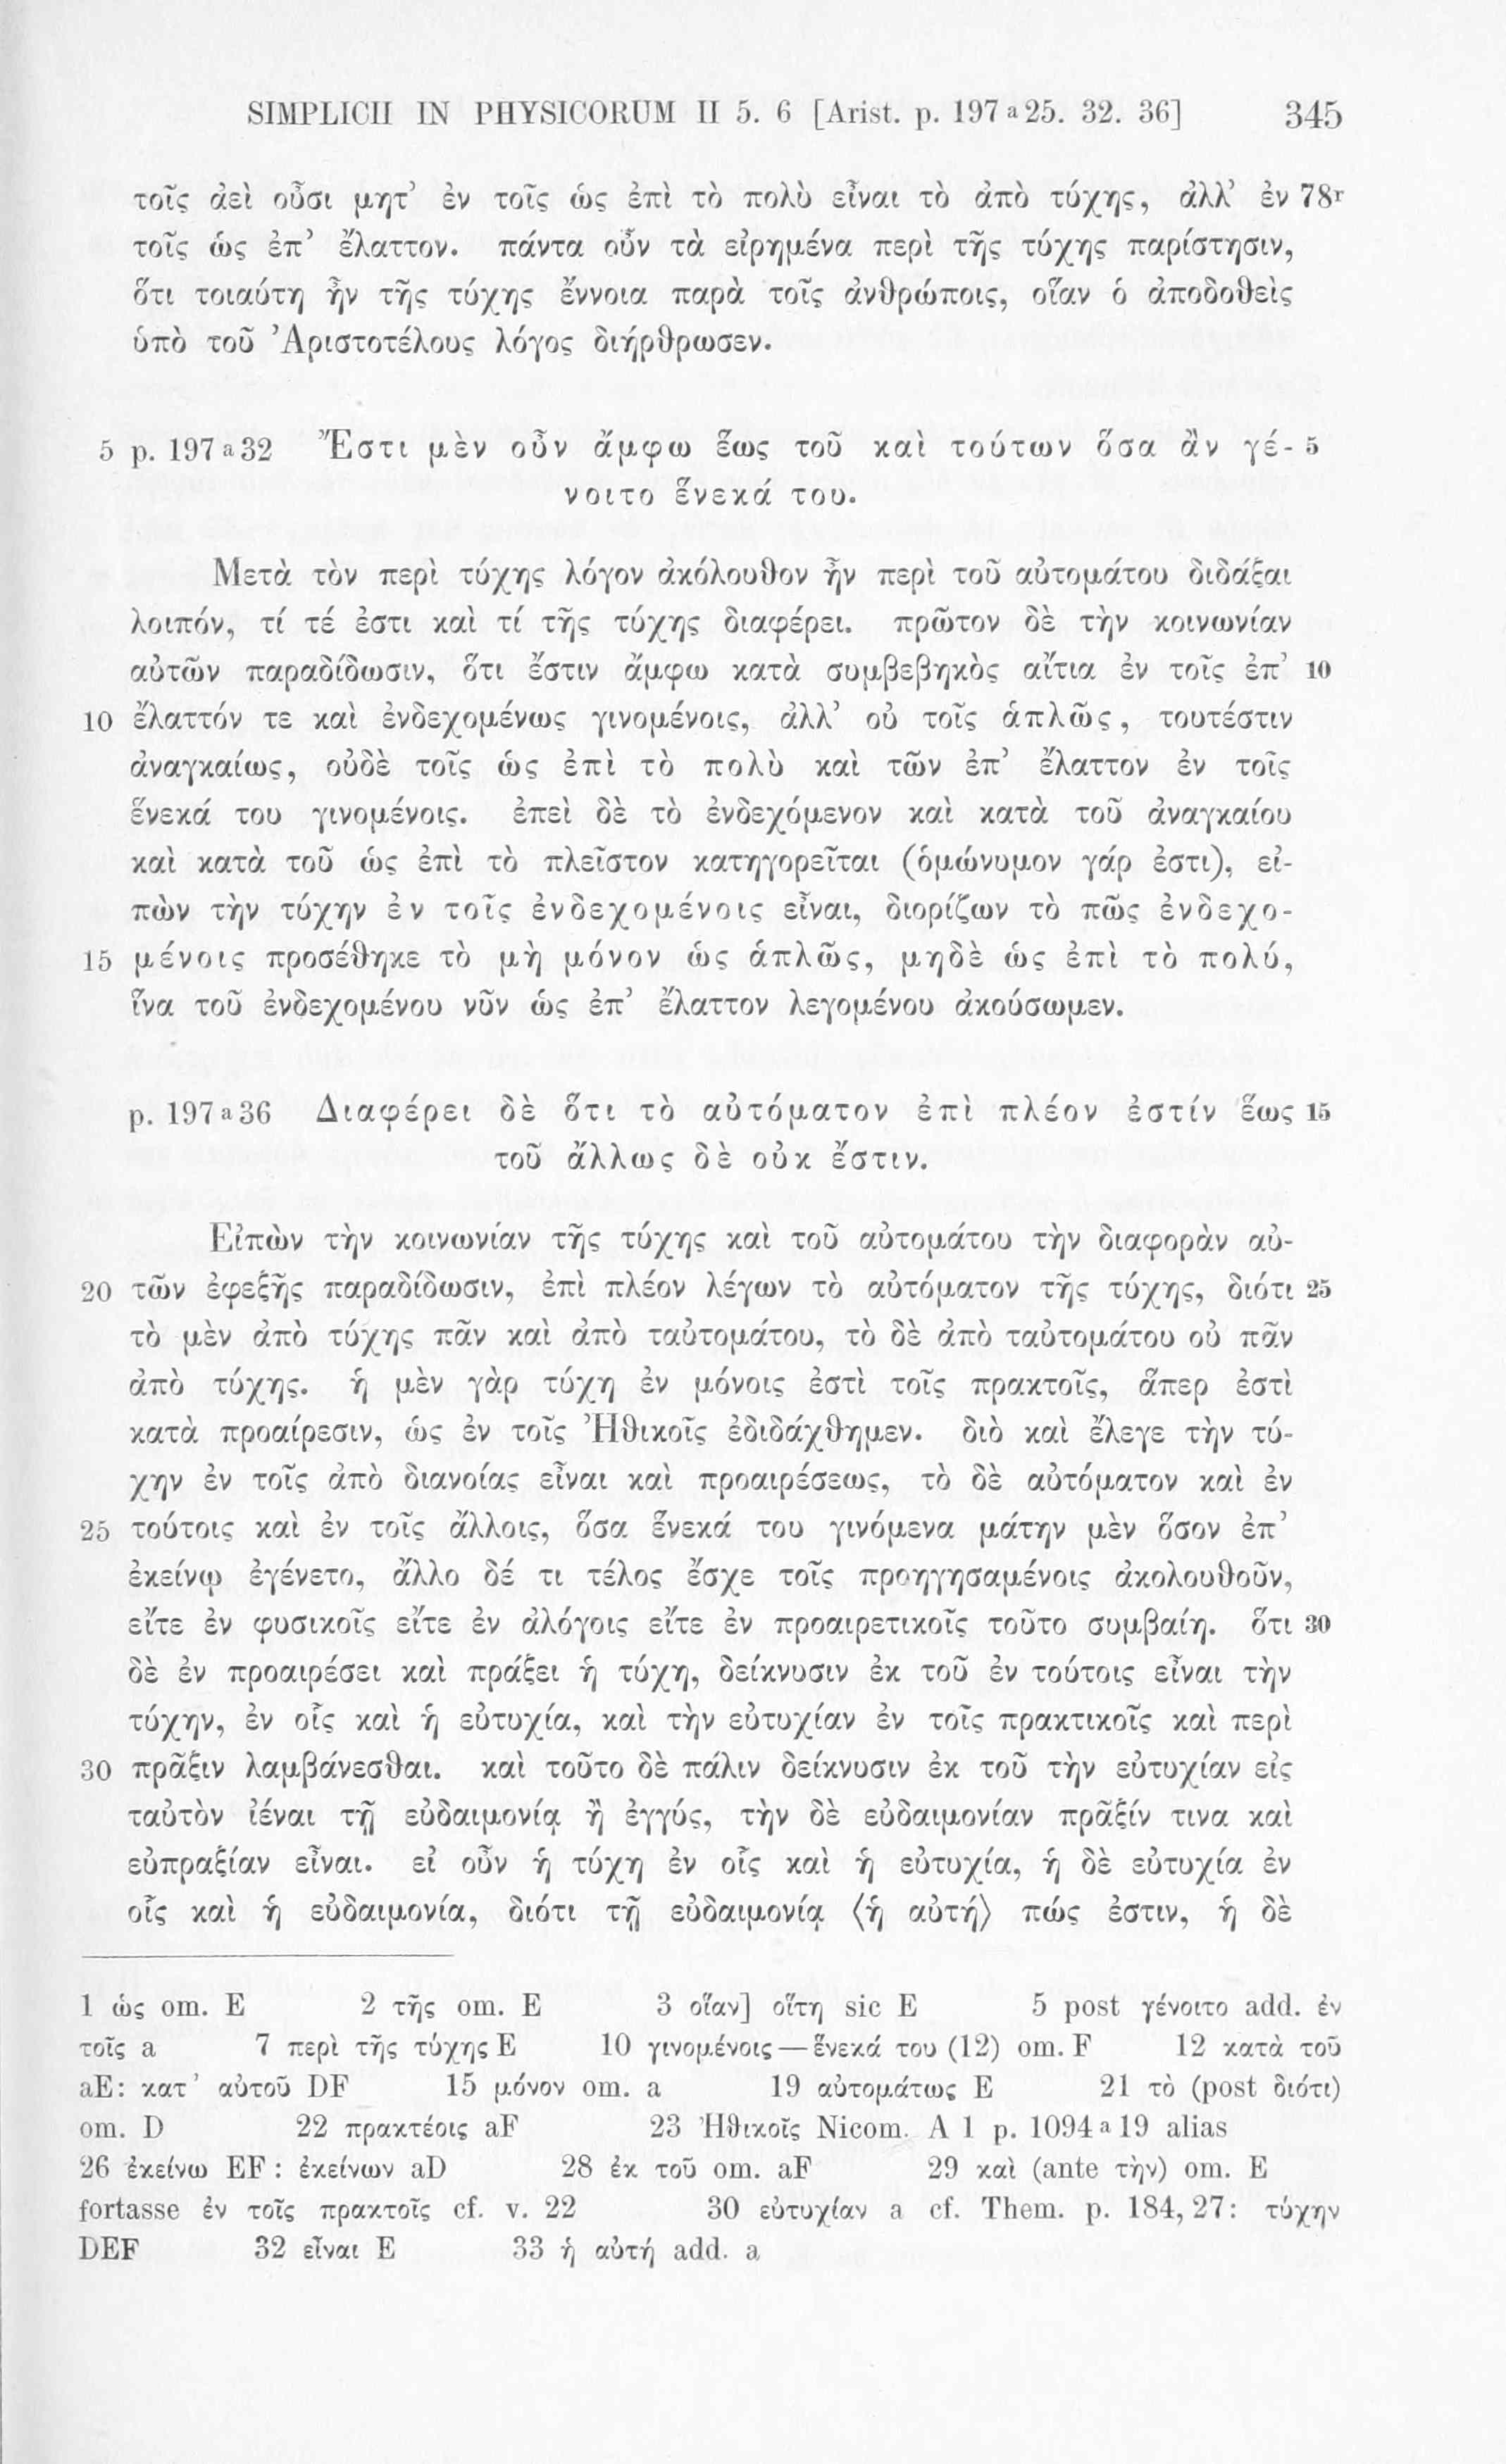 SIMPLICII IN PHYSICORUM II 5. 6 [Arist. p. 197 a 25. 32. 36] 345
τοῖς ἀεὶ οὖσι μητ’ ἐν τοῖς ὡς ἐπὶ τὸ πολὺ εἶναι τὸ ἀπὸ τύχης, ἀλλ’ ἐν 78r
τοῖς ὡς ἐπ’ ἔλαττον. πάντα οὖν τὰ εἰρημένα περὶ τῆς τύχης παρίστησιν,
ὅτι τοιαύτη ἦν τῆς τύχης ἔννοια παρὰ τοῖς ἀνθρώποις, οἵαν ὁ ἀποδοθεὶς
ὑπὸ τοῦ Ἀριστοτέλους λόγος διήρθρωσεν.
5 p. 197 a 32 Ἔστι μὲν οὖν ἄμφω ἕως τοῦ καὶ τούτων ὅσα ἂν γέ- 5
νοιτο ἕνεκά του.
Μετὰ τὸν περὶ τύχης λόγον ἀκόλουθον ἦν περὶ τοῦ αὐτομάτου διδάξαι
λοιπόν, τί τέ ἐστι καὶ τί τῆς τύχης διαφέρει. πρῶτον δὲ τὴν κοινωνίαν
αὐτῶν παραδίδωσιν, ὅτι ἔστιν ἄμφω κατὰ συμβεβηκὸς αἴτια ἐν τοῖς ἐπ’ 10
10 ἔλαττόν τε καὶ ἐνδεχομένως γινομένοις, ἀλλ’ οὐ τοῖς ἁπλῶς, τουτέστιν
ἀναγκαίως, οὐδὲ τοῖς ὡς ἐπὶ τὸ πολὺ καὶ τῶν ἐπ’ ἔλαττον ἐν τοῖς
ἕνεκά του γινομένοις. ἐπεὶ δὲ τὸ ἐνδεχόμενον καὶ κατὰ τοῦ ἀναγκαίου
καὶ κατὰ τοῦ ὡς ἐπὶ τὸ πλεῖστον κατηγορεῖται (ὁμώνυμον γάρ ἐστι), εἰ-
πὼν τὴν τύχην ἐν τοῖς ἐνδεχομένοις εἶναι, διορίζων τὸ πῶς ἐνδεχο-
15 μένοις προσέθηκε τὸ μὴ μόνον ὡς ἁπλῶς, μηδὲ ὡς ἐπὶ τὸ πολύ,
ἵνα τοῦ ἐνδεχομένου νῦν ὡς ἐπ’ ἔλαττον λεγομένου ἀκούσωμεν.
p. 197 a 36 Διαφέρει δὲ ὅτι τὸ αὐτόματον ἐπὶ πλέον ἐστίν ἕως 15
τοῦ ἄλλως δὲ οὐκ ἔστιν.
Εἰπὼν τὴν κοινωνίαν τῆς τύχης καὶ τοῦ αὐτομάτου τὴν διαφορὰν αὐ-
20 τῶν ἐφεξῆς παραδίδωσιν, ἐπὶ πλέον λέγων τὸ αὐτόματον τῆς τύχης, διότι 25
τὸ μὲν ἀπὸ τύχης πᾶν καὶ ἀπὸ ταὐτομάτου, τὸ δὲ ἀπὸ ταὐτομάτου οὐ πᾶν
ἀπὸ τύχης. ἡ μὲν γὰρ τύχη ἐν μόνοις ἐστὶ τοῖς πρακτοῖς, ἅπερ ἐστὶ
κατὰ προαίρεσιν, ὡς ἐν τοῖς Ἠθικοῖς ἐδιδάχθημεν. διὸ καὶ ἔλεγε τὴν τύ-
χην ἐν τοῖς ἀπὸ διανοίας εἶναι καὶ προαιρέσεως, τὸ δὲ αὐτόματον καὶ ἐν
25 τούτοις καὶ ἐν τοῖς ἄλλοις, ὅσα ἕνεκά του γινόμενα μάτην μὲν ὅσον ἐπ’
ἐκείνῳ ἐγένετο, ἄλλο δέ τι τέλος ἔσχε τοῖς προηγησαμένοις ἀκολουθοῦν,
εἴτε ἐν φυσικοῖς εἴτε ἐν ἀλόγοις εἴτε ἐν προαιρετικοῖς τοῦτο συμβαίη. ὅτι 30
δὲ ἐν προαιρέσει καὶ πράξει ἡ τύχη, δείκνυσιν ἐκ τοῦ ἐν τούτοις εἶναι τὴν
τύχην, ἐν οἷς καὶ ἡ εὐτυχία, καὶ τὴν εὐτυχίαν ἐν τοῖς πρακτικοῖς καὶ περὶ
30 πρᾶξιν λαμβάνεσθαι. καὶ τοῦτο δὲ πάλιν δείκνυσιν ἐκ τοῦ τὴν εὐτυχίαν εἰς
ταὐτὸν ἰέναι τῇ εὐδαιμονίᾳ ἢ ἐγγύς, τὴν δὲ εὐδαιμονίαν πρᾶξίν τινα καὶ
εὐπραξίαν εἶναι. εἰ οὖν ἡ τύχη ἐν οἷς καὶ ἡ εὐτυχία, ἡ δὲ εὐτυχία ἐν
οἷς καὶ ἡ εὐδαιμονία, διότι τῇ εὐδαιμονίᾳ ⟨ἡ αὐτή⟩ πώς ἐστιν, ἡ δὲ
1 ὡς om. E 2 τῆς om. E 3 οἵαν] οἵτη sic E 5 post γένοιτο add. ἐν
τοῖς a 7 περὶ τῆς τύχης E 10 γινομένοις — ἕνεκά του (12) om. F 12 κατὰ τοῦ
aE: κατ’ αὐτοῦ DF 15 μόνον om. a 19 αὐτομάτως E 21 τὸ (post διότι)
om. D 22 πρακτέοις aF 23 Ἠθικοῖς Nicom. A 1 p. 1094 a 19 alias
26 ἐκείνω EF: ἐκείνων aD 28 ἐκ τοῦ om. aF 29 καὶ (ante τὴν) om. E
fortasse ἐν τοῖς πρακτοῖς cf. v. 22 30 εὐτυχίαν a cf. Them. p. 184, 27: τύχην
DEF 32 εἶναι E 33 ἡ αὐτή add. a